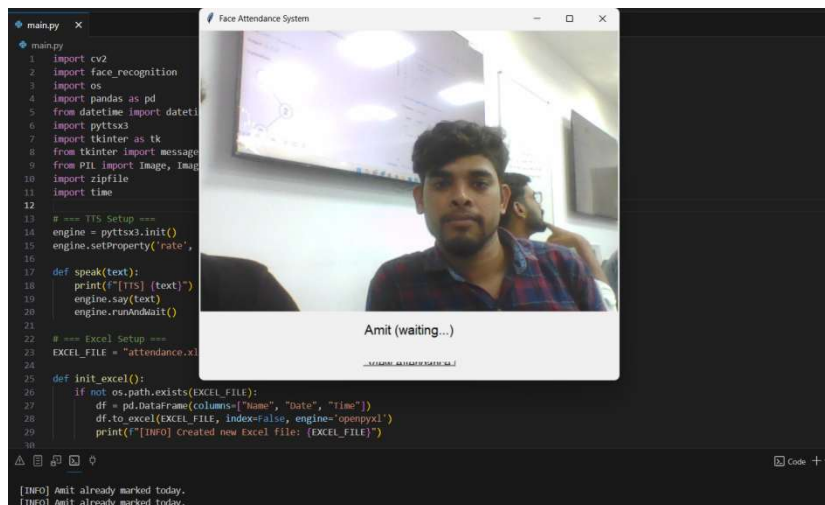 main.py ×
main.py
1 import cv2
2 import face_recognition
3 import os
4 import pandas as pd
5 from datetime import dateti
6 import pyttsx3
7 import tkinter as tk
8 from tkinter import message
9 from PIL import Image, Imag
10 import zipfile
11 import time
12
13 # === TTS Setup ===
14 engine = pyttsx3.init()
15 engine.setProperty('rate',
16
17 def speak(text):
18 print(f"[TTS] {text}")
19 engine.say(text)
20 engine.runAndWait()
21
22 # === Excel Setup ===
23 EXCEL_FILE = "attendance.xl
24
25 def init_excel():
26 if not os.path.exists(EXCEL_FILE):
27 df = pd.DataFrame(columns=["Name", "Date", "Time"])
28 df.to_excel(EXCEL_FILE, index=False, engine='openpyxl')
29 print(f"[INFO] Created new Excel file: {EXCEL_FILE}")
30
Face Attendance System
2
Amit (waiting...)
Code
[INFO] Amit already marked today.
[INFO] Amit already marked today.